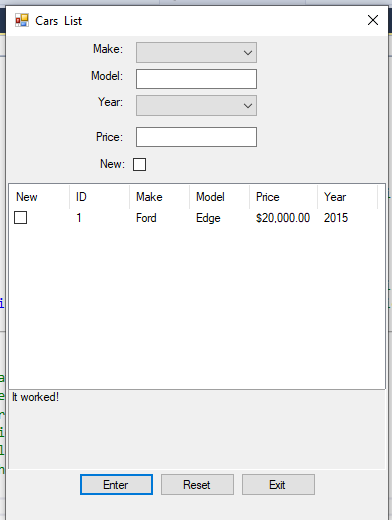 Cars List
Make:
Model:
Year:
Price:
New:
New ID Make Model Price Year
1 Ford Edge $20,000.00 2015
It worked!
Enter Reset Exit